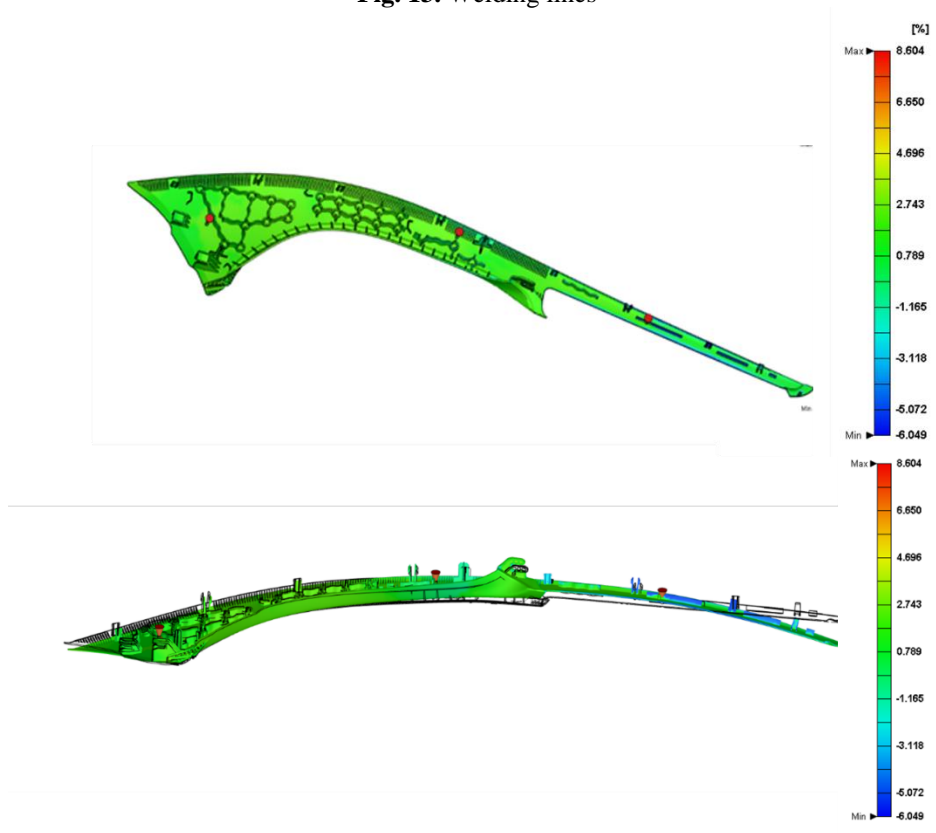 Fig. 13. Welding lines
[%]
Max 8.604
6.650
4.696
2.743
0.789
-1.165
-3.118
-5.072
Min -6.049
Min
Max 8.604
6.650
4.696
2.743
0.789
-1.165
-3.118
-5.072
Min -6.049